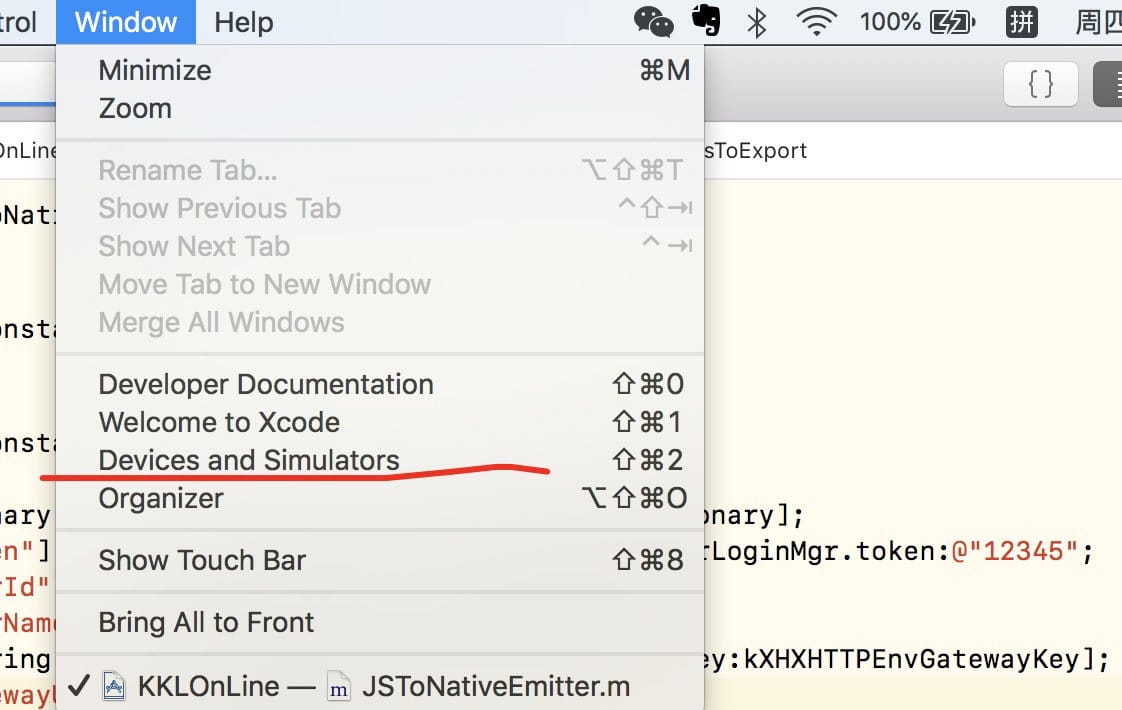 trol Window Help 100% 拼 周四
{}
OnLine sToExport
Minimize ⌘M
Zoom
Rename Tab... ⌥⇧⌘T
Show Previous Tab ^⇧⇥
Show Next Tab ^⇥
Move Tab to New Window
Merge All Windows
Developer Documentation ⇧⌘0
Welcome to Xcode ⇧⌘1
Devices and Simulators ⇧⌘2
Organizer ⌥⇧⌘O
Show Touch Bar ⇧⌘8
Bring All to Front
✓ KKLOnLine — m JSToNativeEmitter.m
oNati
onsta
onsta
nary onary];
en"] rLoginMgr.token:@"12345";
rId"
rName
ring ey:kXHXHTTPEnvGatewayKey];
ewayU